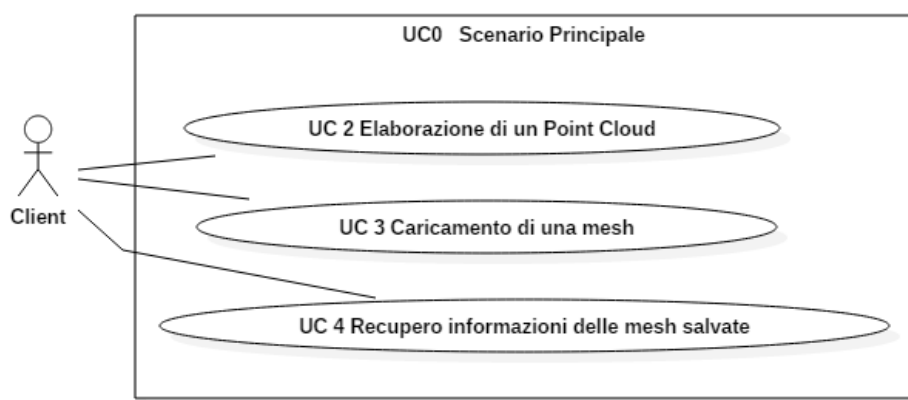 UC0 Scenario Principale
UC 2 Elaborazione di un Point Cloud
Client
UC 3 Caricamento di una mesh
UC 4 Recupero informazioni delle mesh salvate